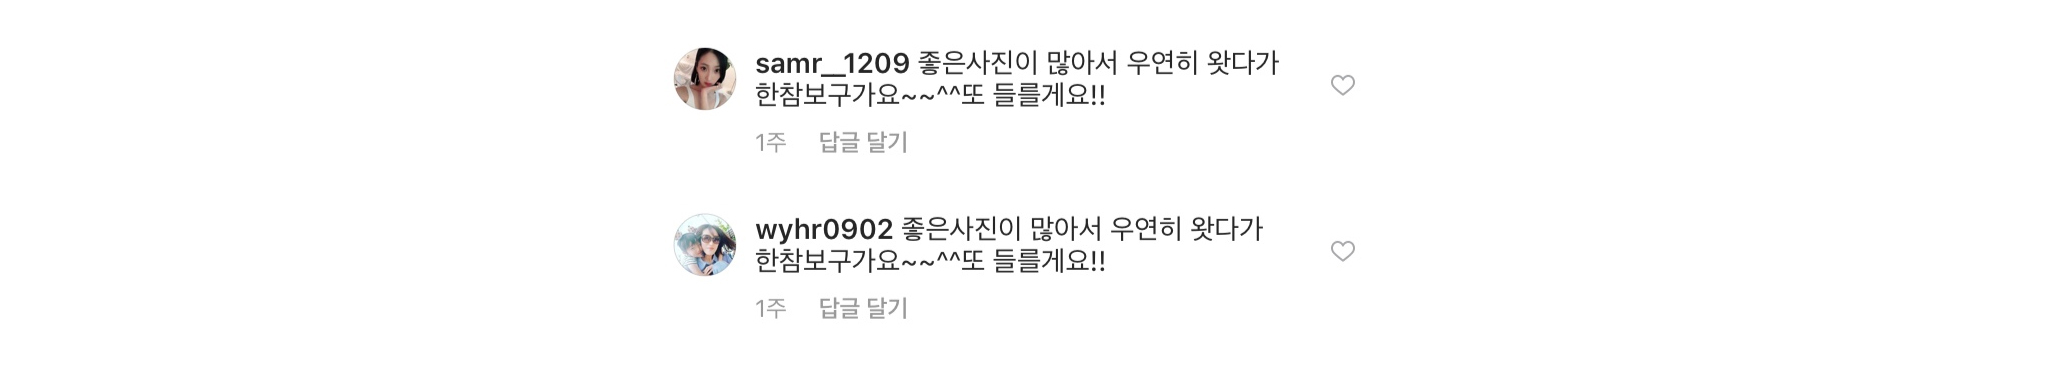 samr__1209 좋은사진이 많아서 우연히 왓다가
한참보구가요~~^^또 들를게요!!
1주 답글 달기
wyhr0902 좋은사진이 많아서 우연히 왓다가
한참보구가요~~^^또 들를게요!!
1주 답글 달기